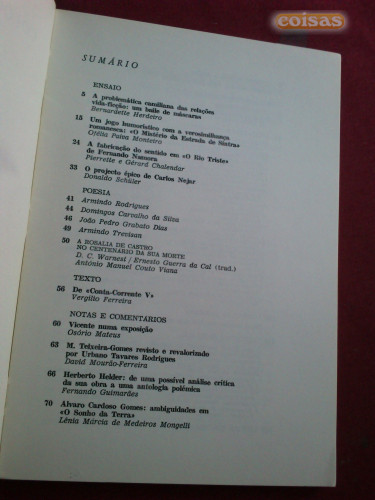 coisas
SUMÁRIO
ENSAIO
5 A problemática camiliana das relações
vida-ficção: um baile de máscaras
Bernardette Herdeiro
15 Um jogo humorístico com a verosimilhança
romanesca: «O Mistério da Estrada de Sintra»
Ofélia Paiva Monteiro
24 A fabricação do sentido em «O Rio Triste»
de Fernando Namora
Pierrette e Gérard Chalendar
33 O projecto épico de Carlos Nejar
Donaldo Schüler
POESIA
41 Armindo Rodrigues
44 Domingos Carvalho da Silva
46 João Pedro Grabato Dias
49 Armindo Trevisan
50 A ROSALIA DE CASTRO
NO CENTENÁRIO DA SUA MORTE
D. C. Warnest / Ernesto Guerra da Cal (trad.)
António Manuel Couto Viana
TEXTO
56 De «Conta-Corrente V»
Vergílio Ferreira
NOTAS E COMENTÁRIOS
60 Vicente numa exposição
Osório Mateus
63 M. Teixeira-Gomes revisto e revalorizado
por Urbano Tavares Rodrigues
David Mourão-Ferreira
66 Herberto Helder: de uma possível análise crítica
da sua obra a uma antologia polémica
Fernando Guimarães
70 Álvaro Cardoso Gomes: ambiguidades em
«O Sonho da Terra»
Lênia Márcia de Medeiros Mongelli